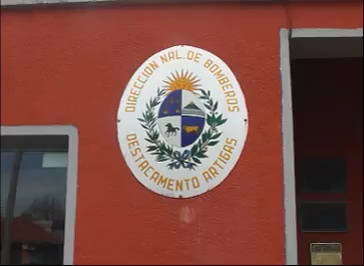 DIRECCION NAL. DE BOMBEROS
DESTACAMENTO ARTIGAS